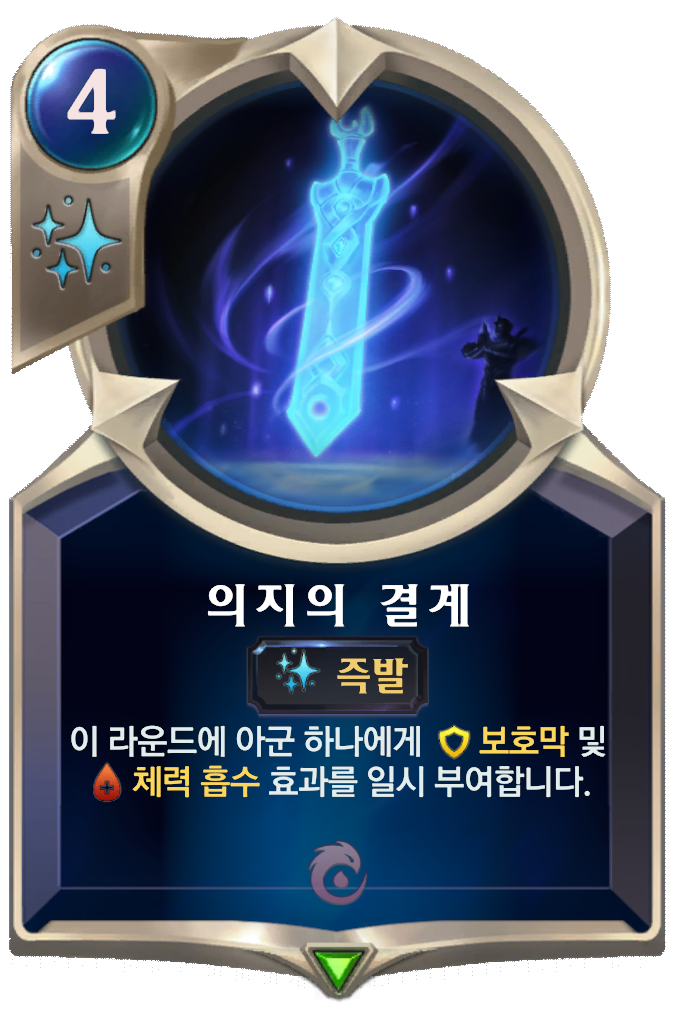 4
의지의 결계
즉발
이 라운드에 아군 하나에게 보호막 및
체력 흡수 효과를 일시 부여합니다.